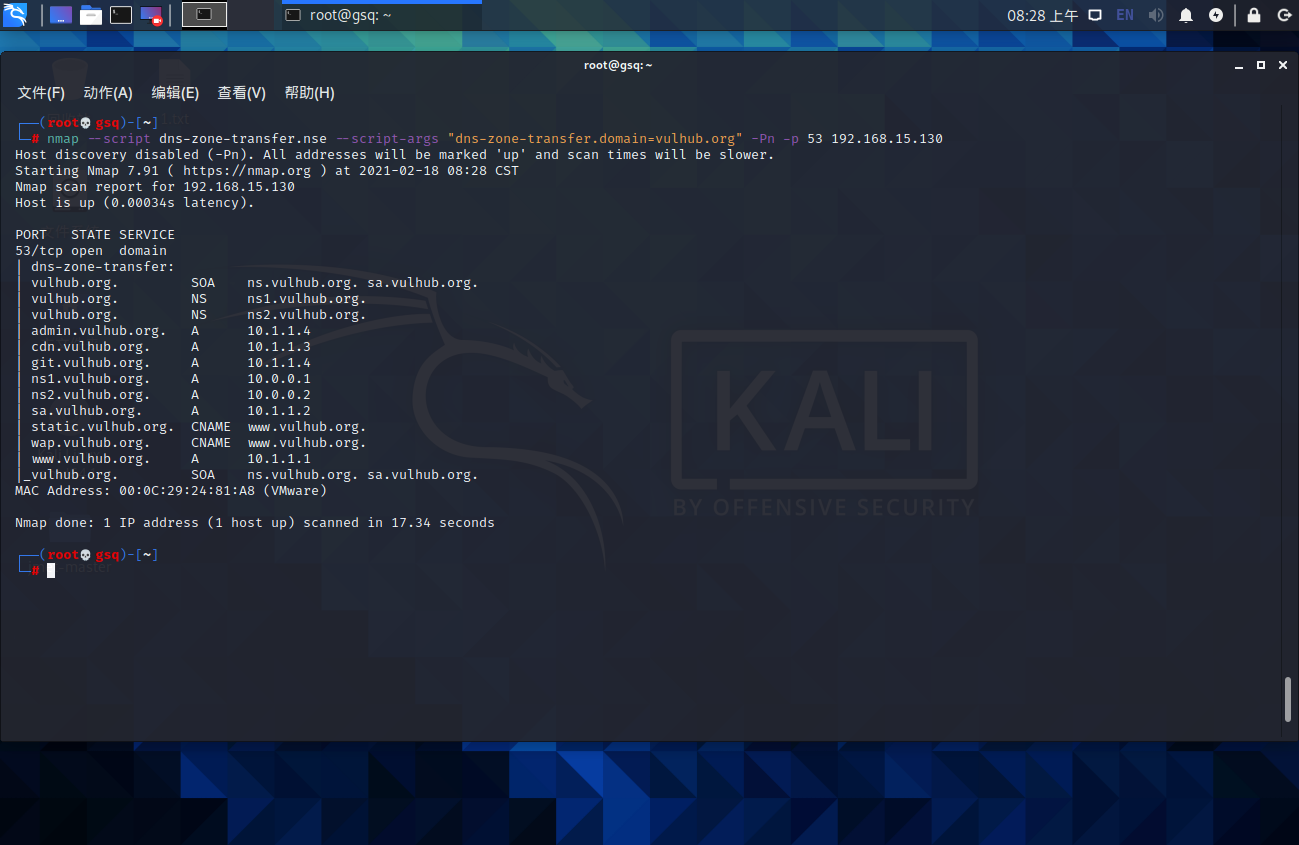 root@gsq: ~
08:28 上午
EN
root@gsq:~
文件(F) 动作(A) 编辑(E) 查看(V) 帮助(H)
(root💀gsq)-[~]
# nmap --script dns-zone-transfer.nse --script-args "dns-zone-transfer.domain=vulhub.org" -Pn -p 53 192.168.15.130
Host discovery disabled (-Pn). All addresses will be marked 'up' and scan times will be slower.
Starting Nmap 7.91 ( https://nmap.org ) at 2021-02-18 08:28 CST
Nmap scan report for 192.168.15.130
Host is up (0.00034s latency).
PORT   STATE SERVICE
53/tcp open  domain
| dns-zone-transfer:
| vulhub.org.         SOA    ns.vulhub.org. sa.vulhub.org.
| vulhub.org.         NS     ns1.vulhub.org.
| vulhub.org.         NS     ns2.vulhub.org.
| admin.vulhub.org.   A      10.1.1.4
| cdn.vulhub.org.     A      10.1.1.3
| git.vulhub.org.     A      10.1.1.4
| ns1.vulhub.org.     A      10.0.0.1
| ns2.vulhub.org.     A      10.0.0.2
| sa.vulhub.org.      A      10.1.1.2
| static.vulhub.org.  CNAME  www.vulhub.org.
| wap.vulhub.org.     CNAME  www.vulhub.org.
| www.vulhub.org.     A      10.1.1.1
|_vulhub.org.         SOA    ns.vulhub.org. sa.vulhub.org.
MAC Address: 00:0C:29:24:81:A8 (VMware)
Nmap done: 1 IP address (1 host up) scanned in 17.34 seconds
(root💀gsq)-[~]
#
KALI
BY OFFENSIVE SECURITY